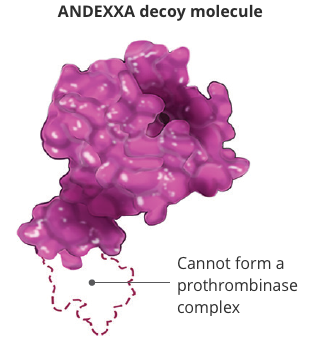 ANDEXXA decoy molecule
Cannot form a
prothrombinase
complex